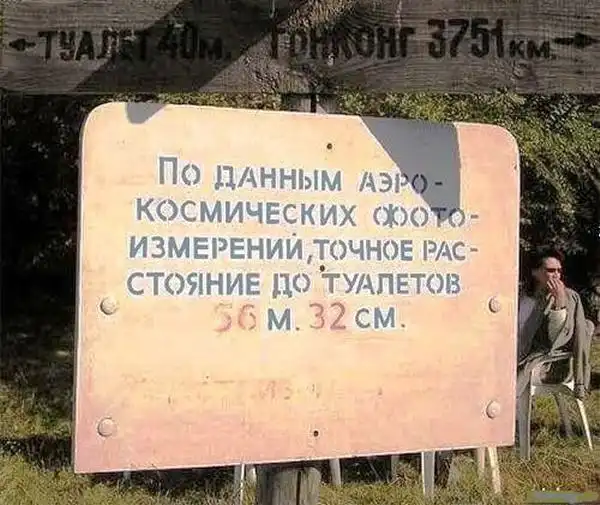 ←ТУАЛЕТ 40м. ГОНКОНГ 3751км.→
По данным аэро-
космических фото-
измерений, точное рас-
стояние до туалетов
56 м. 32 см.